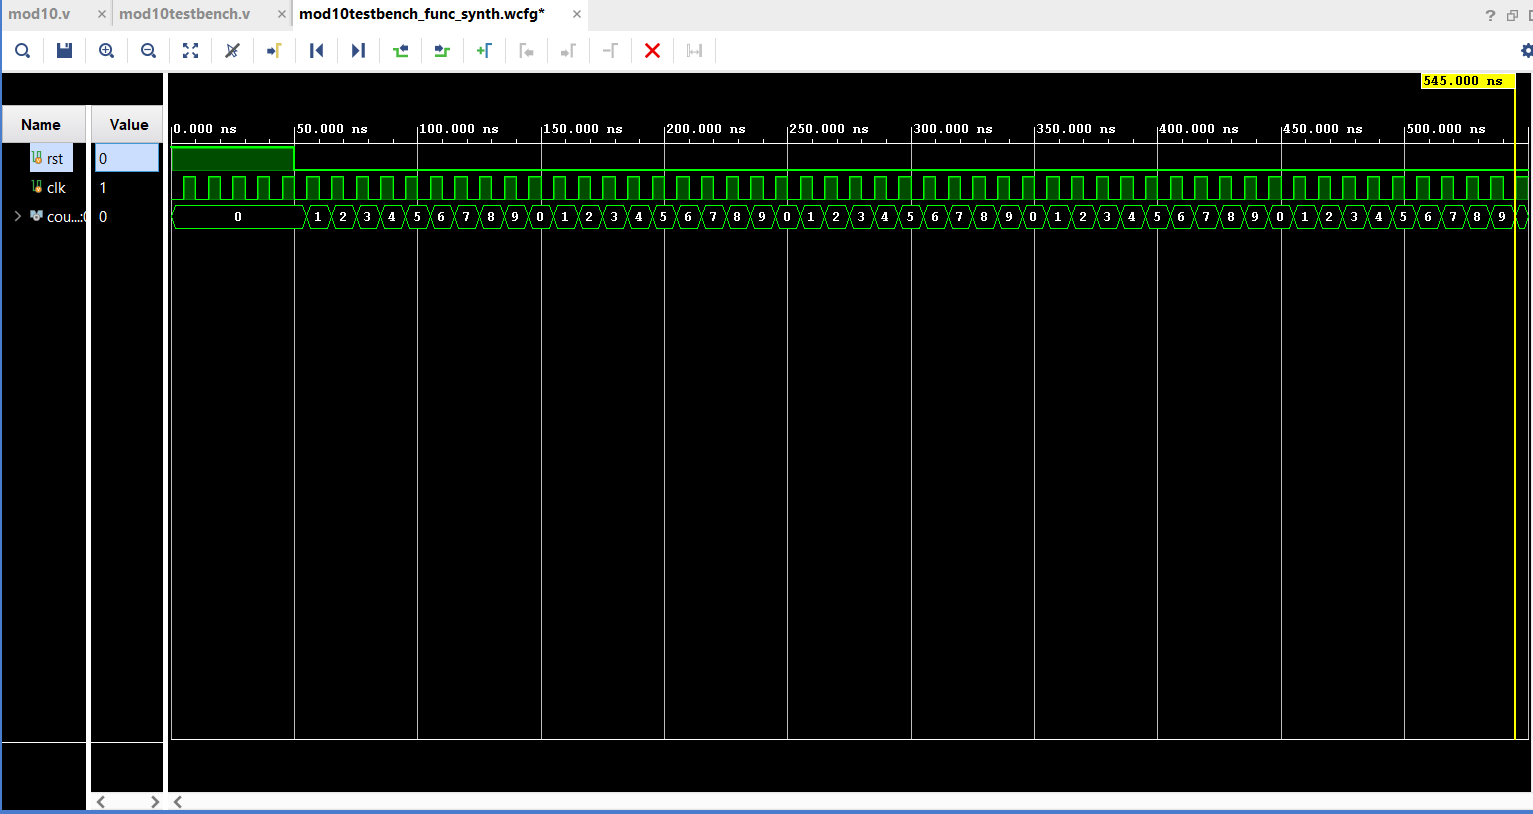 mod10.v × mod10testbench.v × mod10testbench_func_synth.wcfg* ×
?
545.000 ns
Name Value
0.000 ns 50.000 ns 100.000 ns 150.000 ns 200.000 ns 250.000 ns 300.000 ns 350.000 ns 400.000 ns 450.000 ns 500.000 ns
rst 0
clk 1
cou...: 0 0 1 2 3 4 5 6 7 8 9 0 1 2 3 4 5 6 7 8 9 0 1 2 3 4 5 6 7 8 9 0 1 2 3 4 5 6 7 8 9 0 1 2 3 4 5 6 7 8 9